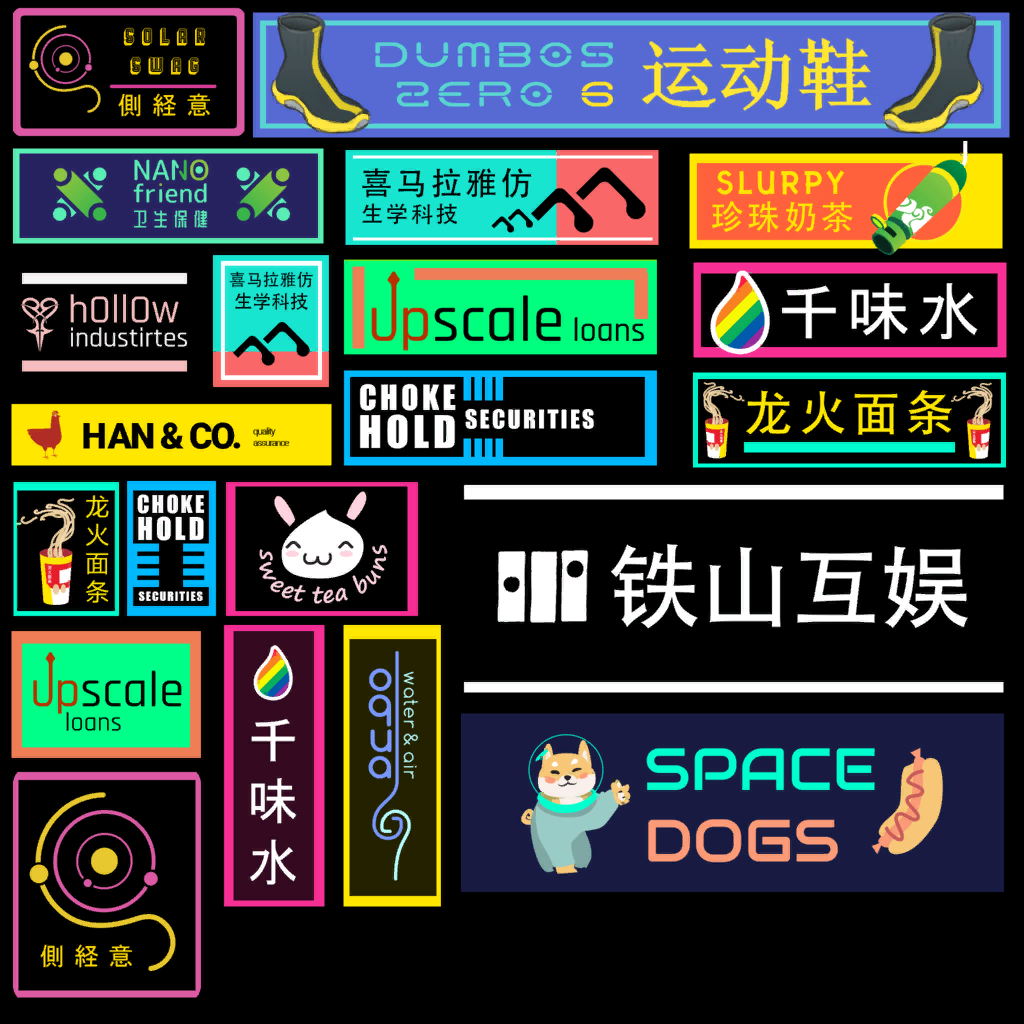 SOLAR
SWAG
側経意
DUMBOS
ZERO 6
运动鞋
NANO
friend
卫生保健
喜马拉雅仿
生学科技
SLURPY
珍珠奶茶
hollow
industirtes
喜马拉雅仿
生学科技
Upscale loans
千味水
HAN & CO.
quality
assurance
CHOKE
HOLD
SECURITIES
龙火面条
龙火面条
CHOKE
HOLD
SECURITIES
sweet tea buns
铁山互娱
Upscale
loans
千味水
oqua
water & air
SPACE
DOGS
側経意